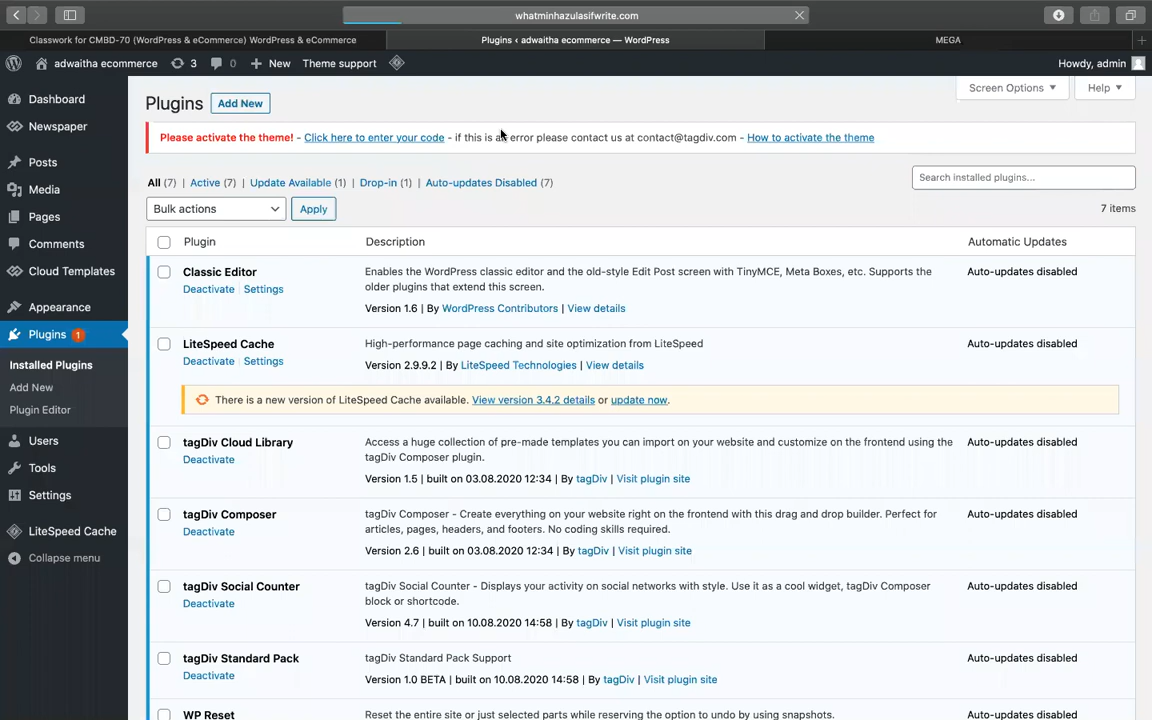 whatminhazulasifwrite.com
Classwork for CMBD-70 (WordPress & eCommerce) WordPress & eCommerce
Plugins ‹ adwaitha ecommerce — WordPress
MEGA
adwaitha ecommerce
3
0
New
Theme support
Howdy, admin
Dashboard
Newspaper
Posts
Media
Pages
Comments
Cloud Templates
Appearance
Plugins 1
Installed Plugins
Add New
Plugin Editor
Users
Tools
Settings
LiteSpeed Cache
Collapse menu
Plugins
Add New
Screen Options
Help
Please activate the theme! - Click here to enter your code - if this is an error please contact us at contact@tagdiv.com - How to activate the theme
All (7) | Active (7) | Update Available (1) | Drop-in (1) | Auto-updates Disabled (7)
Search installed plugins...
Bulk actions
Apply
7 items
Plugin
Description
Automatic Updates
Classic Editor
Deactivate | Settings
Enables the WordPress classic editor and the old-style Edit Post screen with TinyMCE, Meta Boxes, etc. Supports the
older plugins that extend this screen.
Version 1.6 | By WordPress Contributors | View details
Auto-updates disabled
LiteSpeed Cache
Deactivate | Settings
High-performance page caching and site optimization from LiteSpeed
Version 2.9.9.2 | By LiteSpeed Technologies | View details
Auto-updates disabled
There is a new version of LiteSpeed Cache available. View version 3.4.2 details or update now.
tagDiv Cloud Library
Deactivate
Access a huge collection of pre-made templates you can import on your website and customize on the frontend using the
tagDiv Composer plugin.
Version 1.5 | built on 03.08.2020 12:34 | By tagDiv | Visit plugin site
Auto-updates disabled
tagDiv Composer
Deactivate
tagDiv Composer - Create everything on your website right on the frontend with this drag and drop builder. Perfect for
articles, pages, headers, and footers. No coding skills required.
Version 2.6 | built on 03.08.2020 12:34 | By tagDiv | Visit plugin site
Auto-updates disabled
tagDiv Social Counter
Deactivate
tagDiv Social Counter - Displays your activity on social networks with style. Use it as a cool widget, tagDiv Composer
block or shortcode.
Version 4.7 | built on 10.08.2020 14:58 | By tagDiv | Visit plugin site
Auto-updates disabled
tagDiv Standard Pack
Deactivate
tagDiv Standard Pack Support
Version 1.0 BETA | built on 10.08.2020 14:58 | By tagDiv | Visit plugin site
Auto-updates disabled
WP Reset
Reset the entire site or just selected parts while reserving the option to undo by using snapshots.
Auto-updates disabled